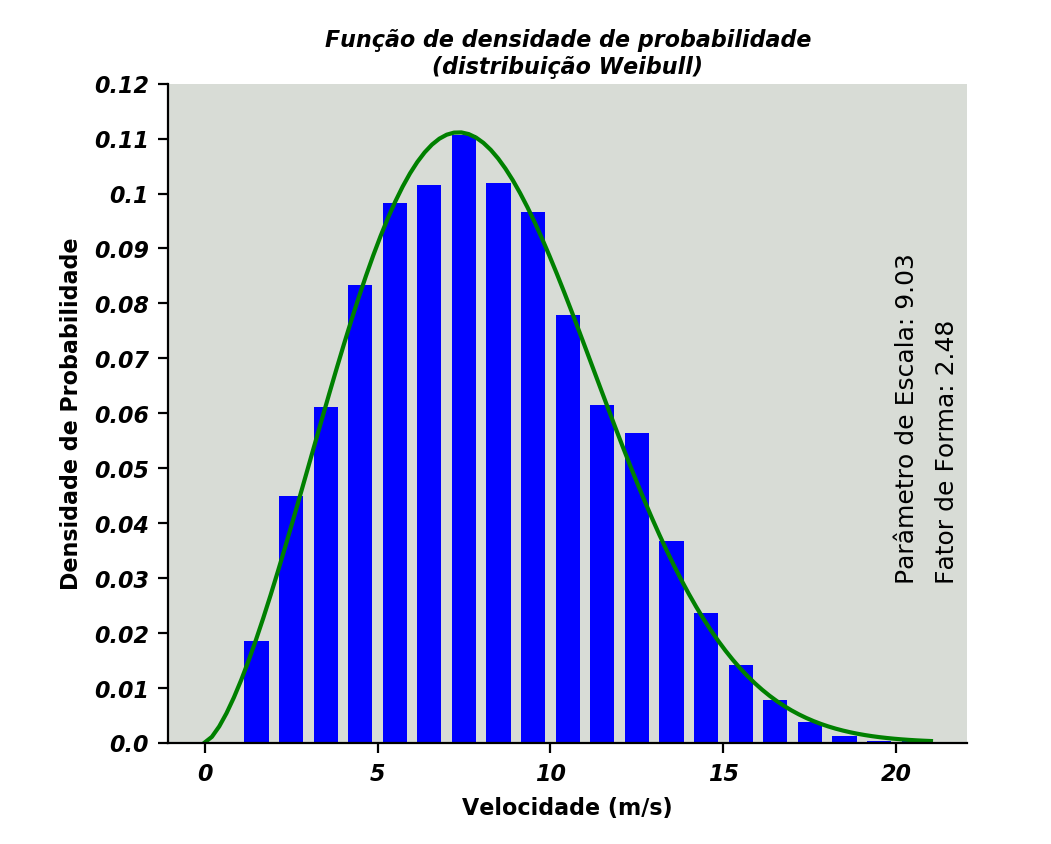 Função de densidade de probabilidade
(distribuição Weibull)
0.12
0.11
0.1
0.09
0.08
0.07
0.06
0.05
0.04
0.03
0.02
0.01
0.0
Densidade de Probabilidade
0 5 10 15 20
Velocidade (m/s)
Parâmetro de Escala: 9.03
Fator de Forma: 2.48